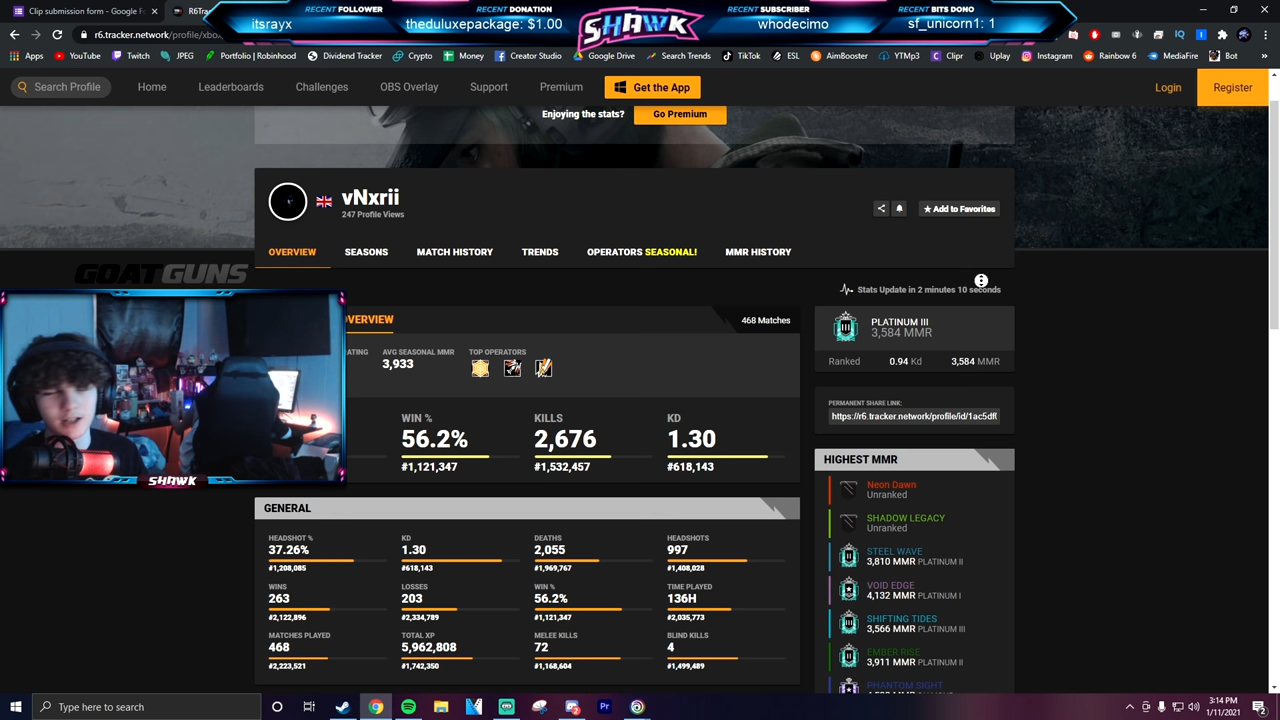 Clip submission form - Google F
R6Trac
RECENT FOLLOWER
itsrayx
RECENT DONATION
theduluxepackage: $1.00
SHAWK
RECENT SUBSCRIBER
whodecimo
RECENT BITS DONO
sf_unicorn1: 1
r6.tracker.network/profile/xbo
Apps
YouTube
Twitch
JPEG
Portfolio | Robinho
Dividend Tracker
Crypto
Money
Creator Studio
Google Drive
Search Trends
TikTok
ESL
AimBooster
YTMP3
Clipr
Uplay
Instagram
Rainbow 6
MediaFire
Bot
»
Search Profile
Home
Leaderboards
Challenges
OBS Overlay
Support
Premium
Get the App
Login
Register
Enjoying the stats?
Go Premium
vNxrii
247 Profile Views
★ Add to Favorites
OVERVIEW
SEASONS
MATCH HISTORY
TRENDS
OPERATORS SEASONAL!
MMR HISTORY
GOATGUNS
Stats Update in 2 minutes 10 seconds
OVERVIEW
468 Matches
RATING
AVG SEASONAL MMR
3,933
TOP OPERATORS
WIN %
56.2%
#1,121,347
KILLS
2,676
#1,532,457
KD
1.30
#618,143
SHAWK
PLATINUM III
3,584 MMR
Ranked
0.94 Kd
3,584 MMR
PERMANENT SHARE LINK:
https://r6.tracker.network/profile/id/1ac5df(
HIGHEST MMR
Neon Dawn
Unranked
SHADOW LEGACY
Unranked
STEEL WAVE
3,810 MMR PLATINUM II
VOID EDGE
4,132 MMR PLATINUM I
SHIFTING TIDES
3,566 MMR PLATINUM III
EMBER RISE
3,911 MMR PLATINUM II
PHANTOM SIGHT
GENERAL
HEADSHOT %
37.26%
#1,208,085
KD
1.30
#618,143
DEATHS
2,055
#1,969,767
HEADSHOTS
997
#1,408,028
WINS
263
#2,122,896
LOSSES
203
#2,334,789
WIN %
56.2%
#1,121,347
TIME PLAYED
136H
#2,035,773
MATCHES PLAYED
468
#2,223,521
TOTAL XP
5,962,808
#1,742,350
MELEE KILLS
72
#1,168,604
BLIND KILLS
4
#1,499,489
Type here to search
3:14 PM
1/11/2021